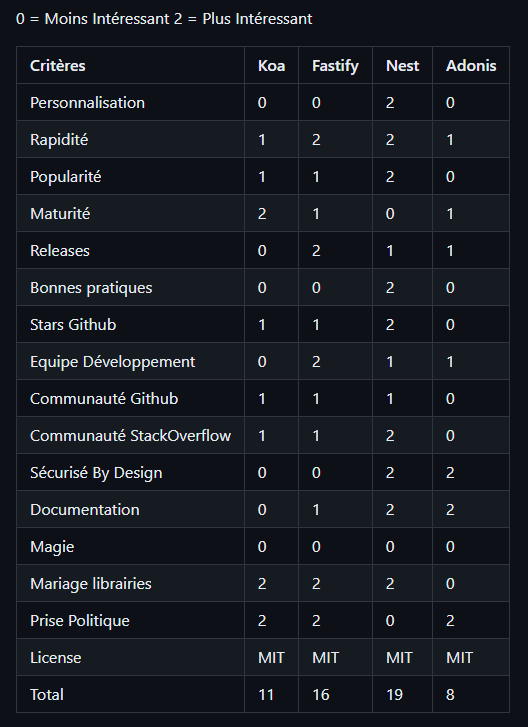 0 = Moins Intéressant 2 = Plus Intéressant
Critères Koa Fastify Nest Adonis
Personnalisation 0 0 2 0
Rapidité 1 2 2 1
Popularité 1 1 2 0
Maturité 2 1 0 1
Releases 0 2 1 1
Bonnes pratiques 0 0 2 0
Stars Github 1 1 2 0
Equipe Développement 0 2 1 1
Communauté Github 1 1 1 0
Communauté StackOverflow 1 1 2 0
Sécurisé By Design 0 0 2 2
Documentation 0 1 2 2
Magie 0 0 0 0
Mariage librairies 2 2 2 0
Prise Politique 2 2 0 2
License MIT MIT MIT MIT
Total 11 16 19 8